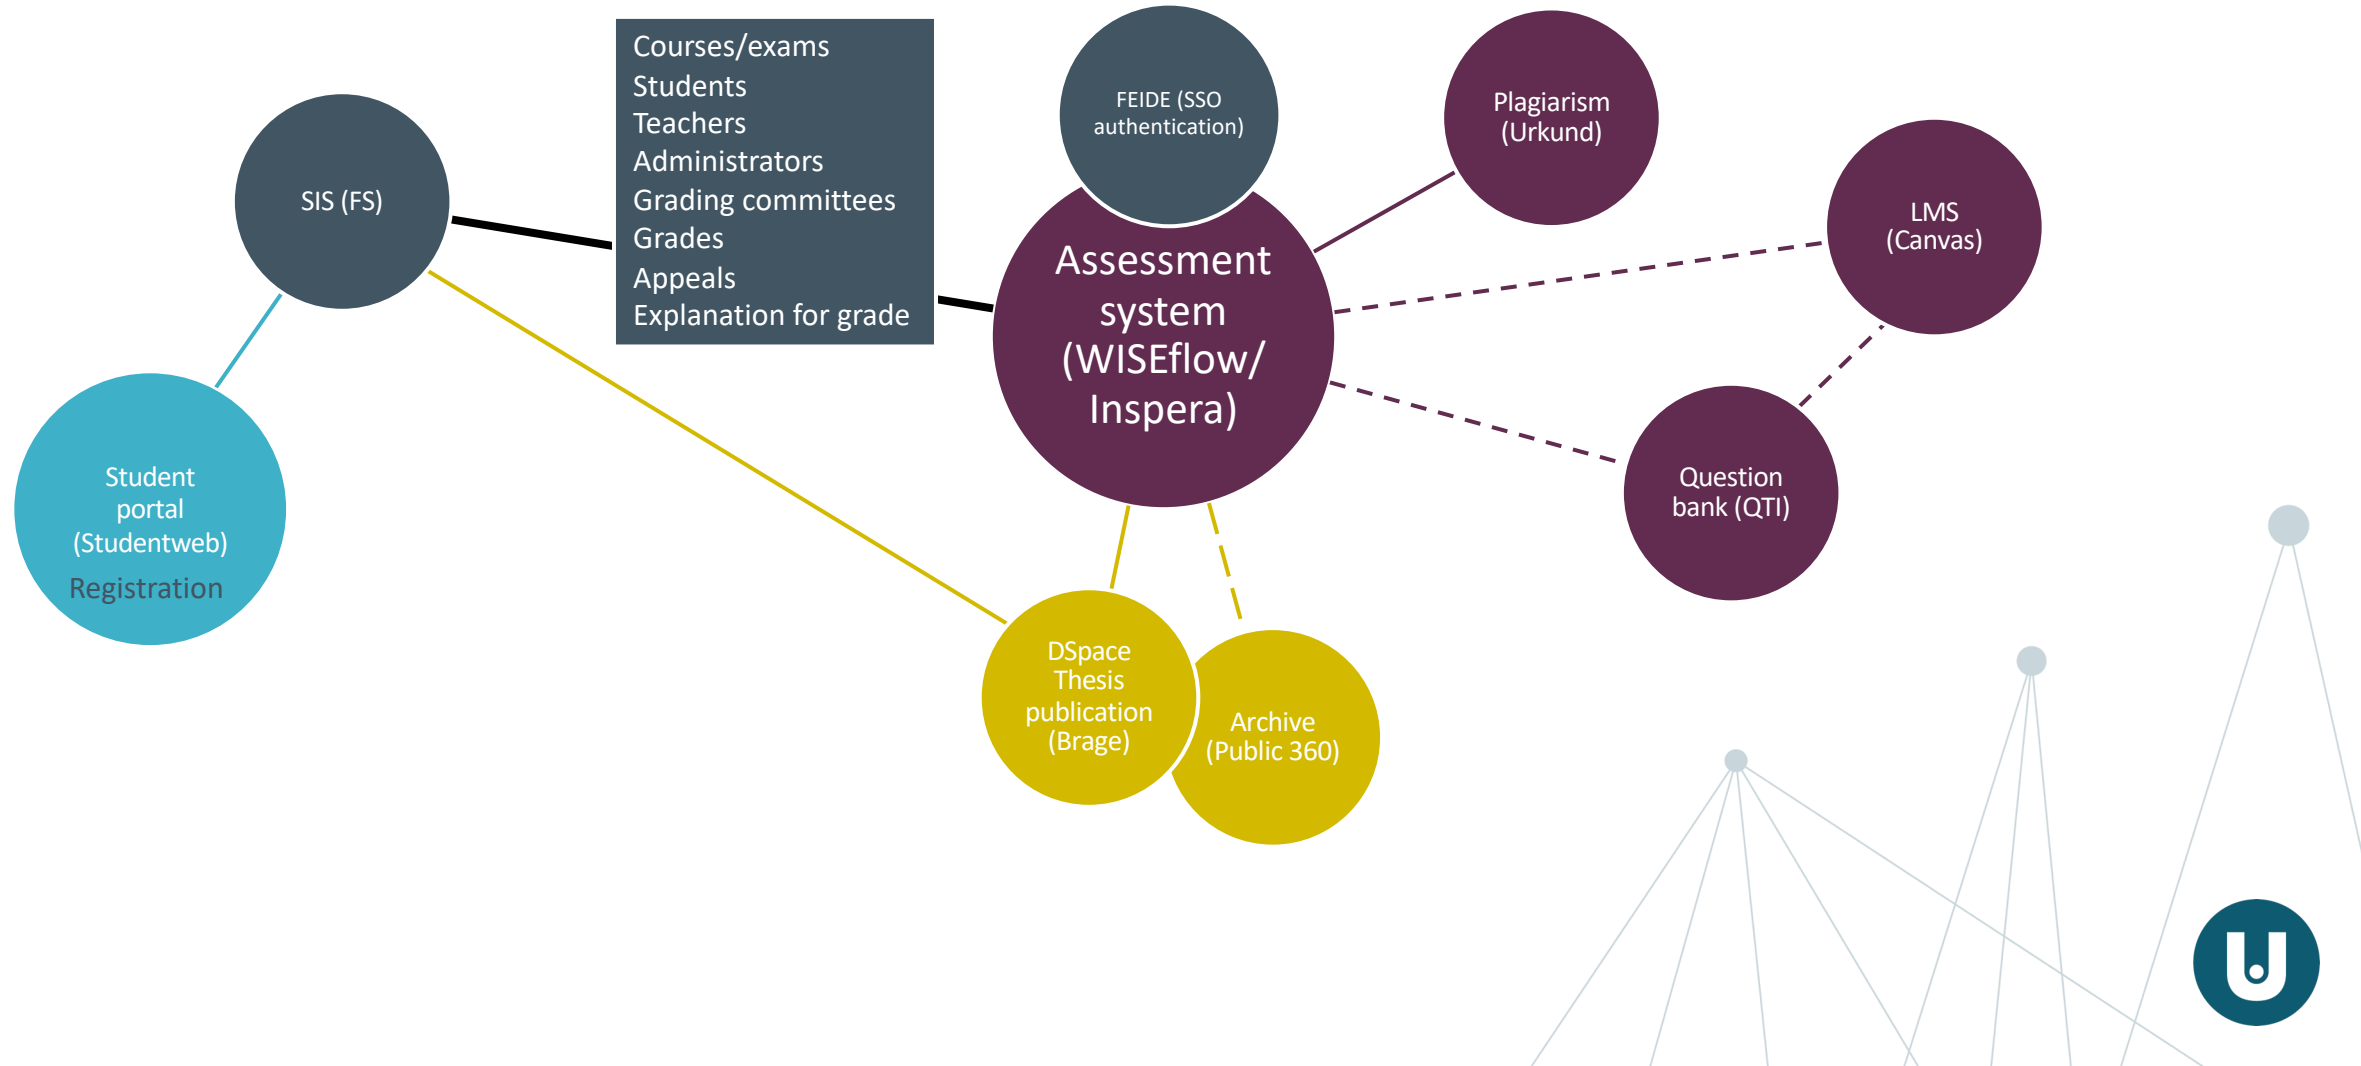 Courses/exams
Students
Teachers
Administrators
Grading committees
Grades
Appeals
Explanation for grade
SIS (FS)
Student
portal
(Studentweb)
Registration
FEIDE (SSO
authentication)
Assessment
system
(WISEflow/
Inspera)
Plagiarism
(Urkund)
LMS
(Canvas)
Question
bank (QTI)
DSpace
Thesis
publication
(Brage)
Archive
(Public 360)